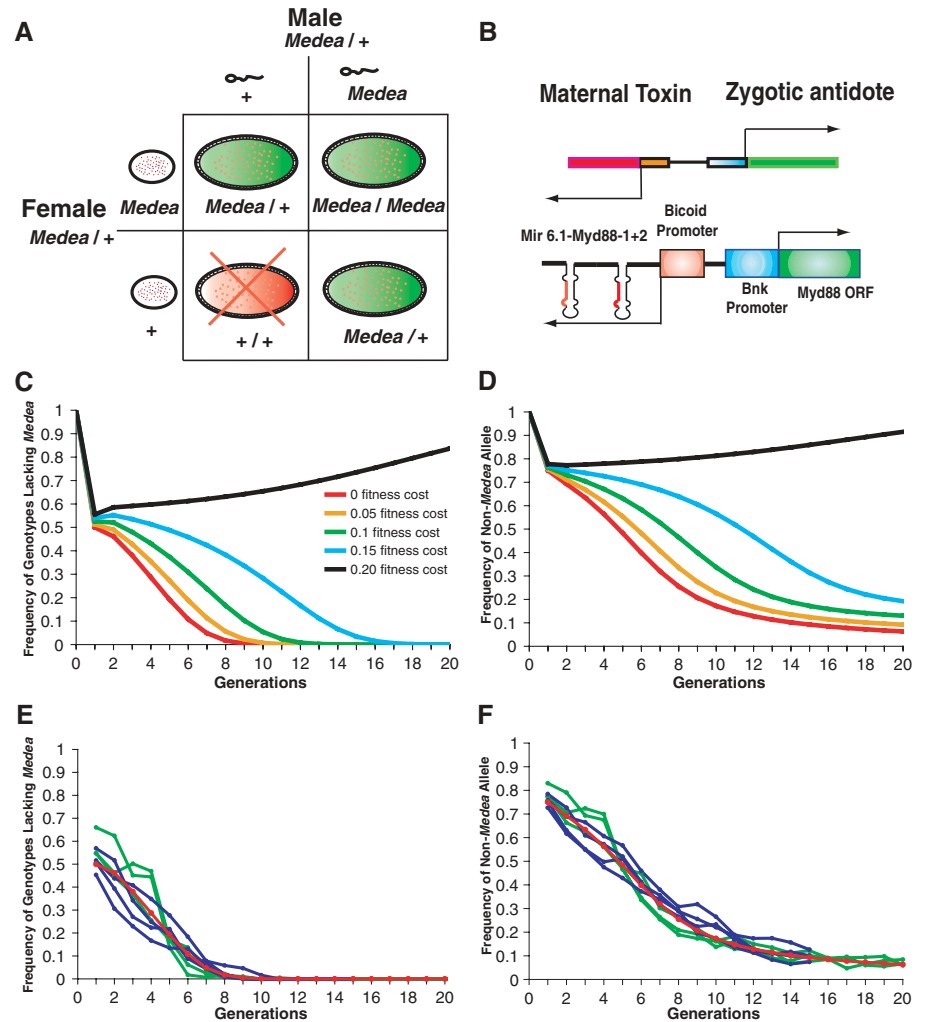 A
Male
Medea / +
+
Medea
Female
Medea / +
Medea
Medea / +
Medea / Medea
+
+ / +
Medea / +
B
Maternal Toxin
Zygotic antidote
Mir 6.1-Myd88-1+2
Bicoid
Promoter
Bnk
Promoter
Myd88 ORF
C
Frequency of Genotypes Lacking Medea
1
0.9
0.8
0.7
0.6
0.5
0.4
0.3
0.2
0.1
0
0 fitness cost
0.05 fitness cost
0.1 fitness cost
0.15 fitness cost
0.20 fitness cost
0 2 4 6 8 10 12 14 16 18 20
Generations
D
Frequency of Non-Medea Allele
1
0.9
0.8
0.7
0.6
0.5
0.4
0.3
0.2
0.1
0
0 2 4 6 8 10 12 14 16 18 20
Generations
E
Frequency of Genotypes Lacking Medea
1
0.9
0.8
0.7
0.6
0.5
0.4
0.3
0.2
0.1
0
0 2 4 6 8 10 12 14 16 18 20
Generations
F
Frequency of Non-Medea Allele
1
0.9
0.8
0.7
0.6
0.5
0.4
0.3
0.2
0.1
0
0 2 4 6 8 10 12 14 16 18 20
Generations